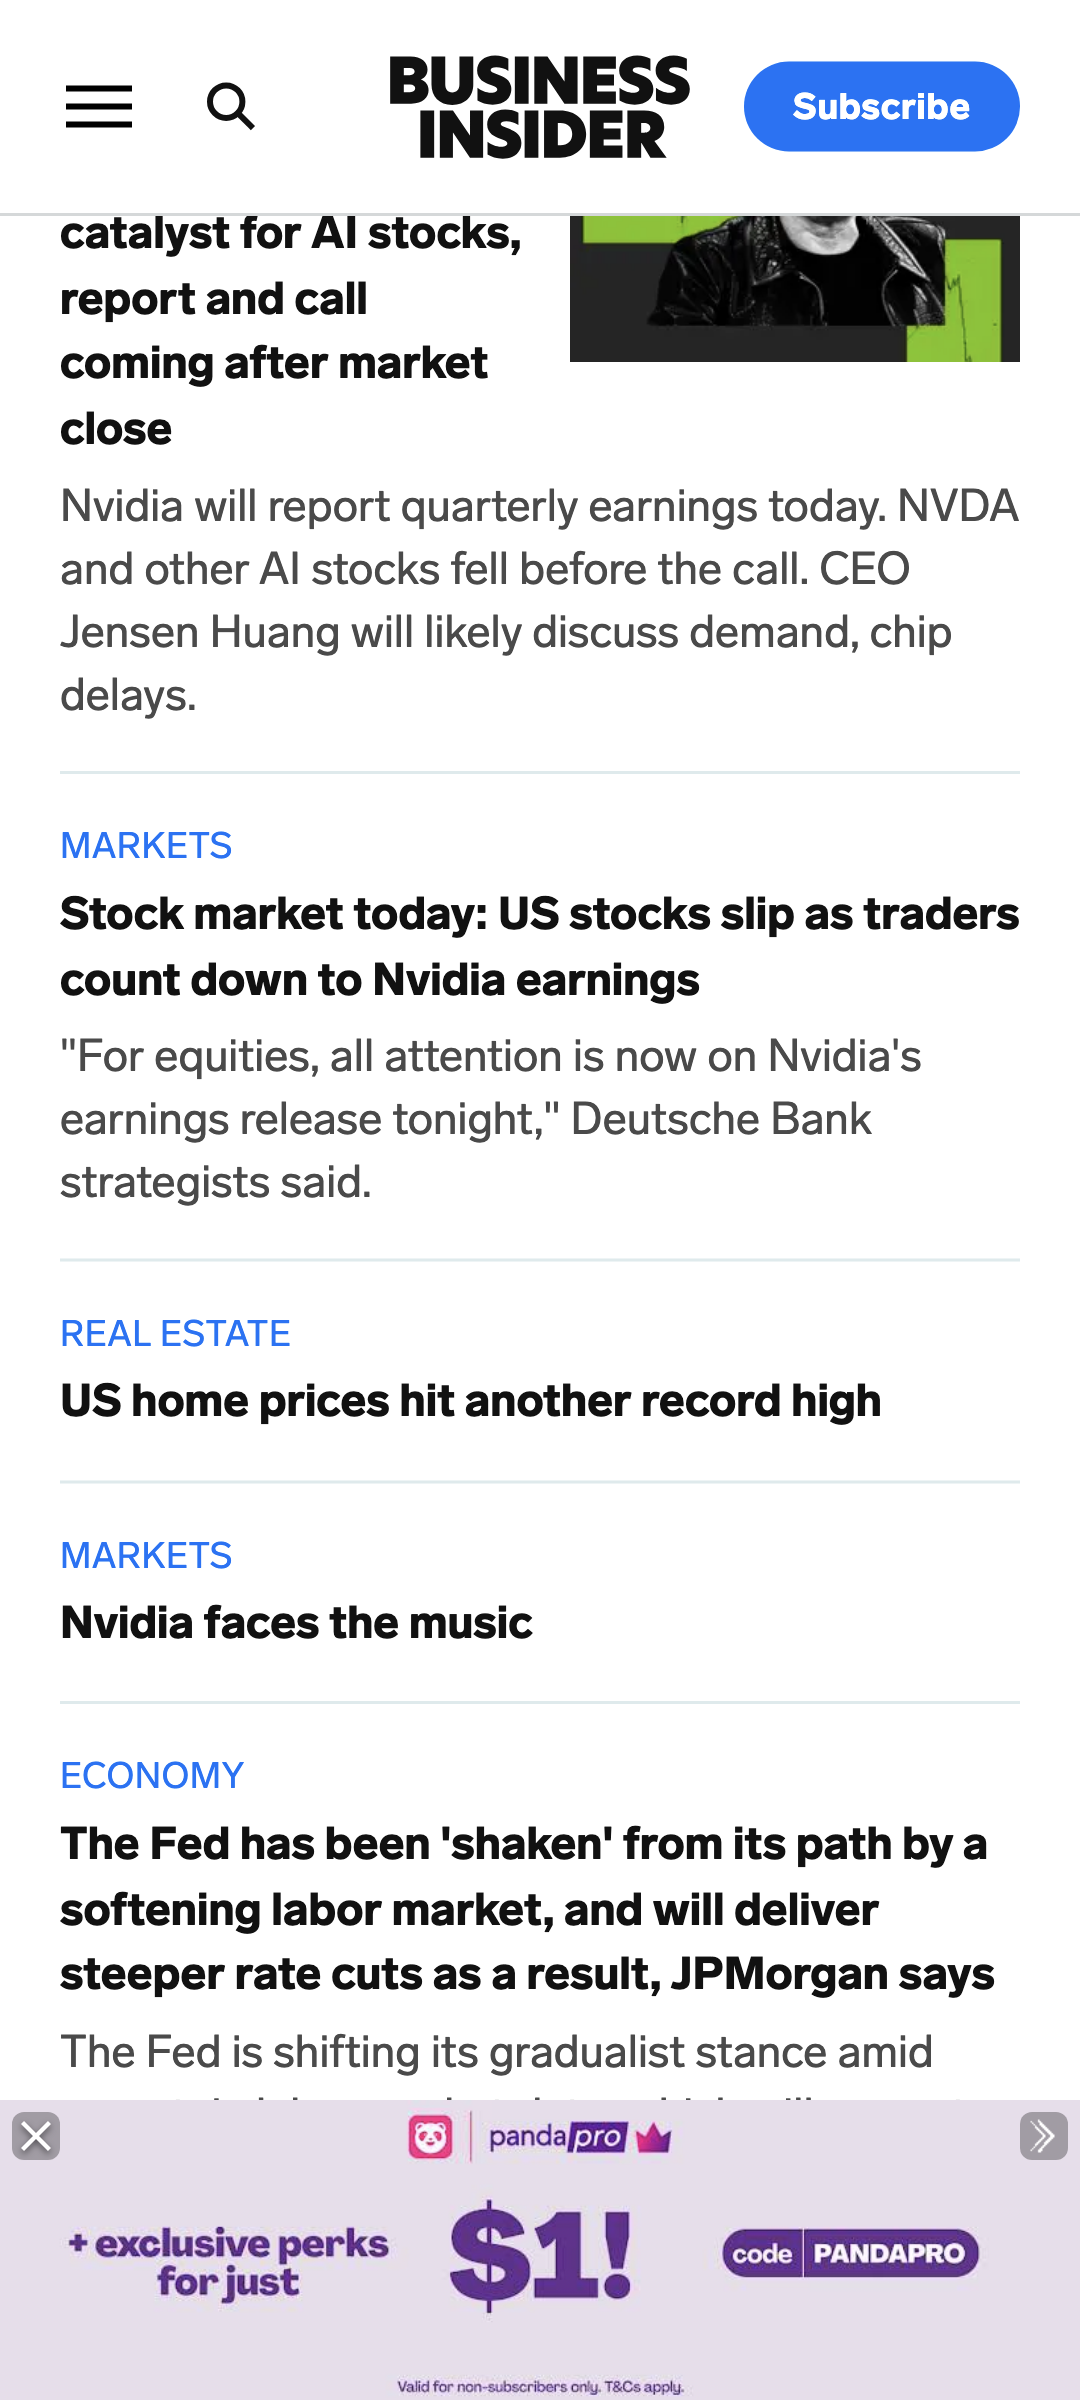 BUSINESS
INSIDER
Subscribe
catalyst for AI stocks,
report and call
coming after market
close
Nvidia will report quarterly earnings today. NVDA
and other AI stocks fell before the call. CEO
Jensen Huang will likely discuss demand, chip
delays.
MARKETS
Stock market today: US stocks slip as traders
count down to Nvidia earnings
"For equities, all attention is now on Nvidia's
earnings release tonight," Deutsche Bank
strategists said.
REAL ESTATE
US home prices hit another record high
MARKETS
Nvidia faces the music
ECONOMY
The Fed has been 'shaken' from its path by a
softening labor market, and will deliver
steeper rate cuts as a result, JPMorgan says
The Fed is shifting its gradualist stance amid
pandapro
+ exclusive perks
for just
$1!
code PANDAPRO
Valid for non-subscribers only. T&Cs apply.